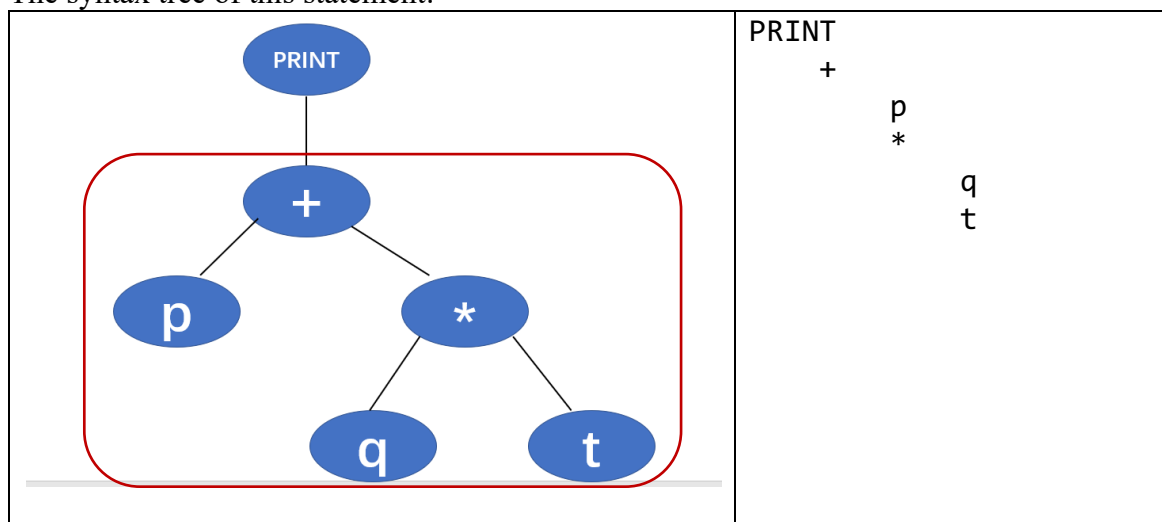 The syntax tree of this statement:
PRINT
+
p
*
q
t
PRINT
+
p
*
q
t